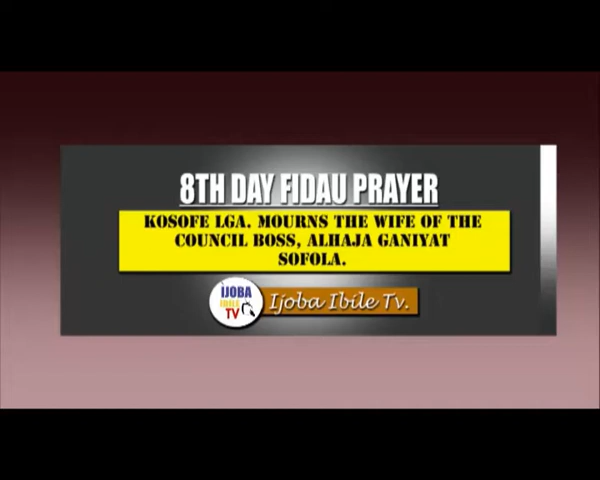 8TH DAY FIDAU PRAYER
KOSOFE LGA. MOURNS THE WIFE OF THE
COUNCIL BOSS, ALHAJA GANIYAT
SOFOLA.
IJOBA
IBILE
TV
Ijoba Ibile Tv.